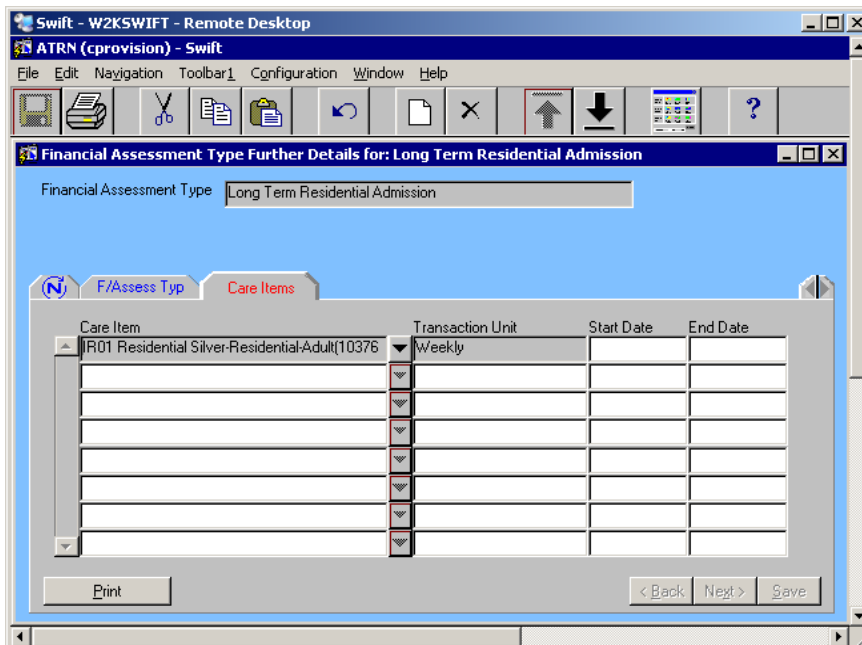 Swift - W2KSWIFT - Remote Desktop
ATRN (cprovision) - Swift
File Edit Navigation Toolbar1 Configuration Window Help
?
Financial Assessment Type Further Details for: Long Term Residential Admission
Financial Assessment Type Long Term Residential Admission
N F/Assess Typ Care Items
Care Item Transaction Unit Start Date End Date
IR01 Residential Silver-Residential-Adult(10376 Weekly
Print < Back Next > Save